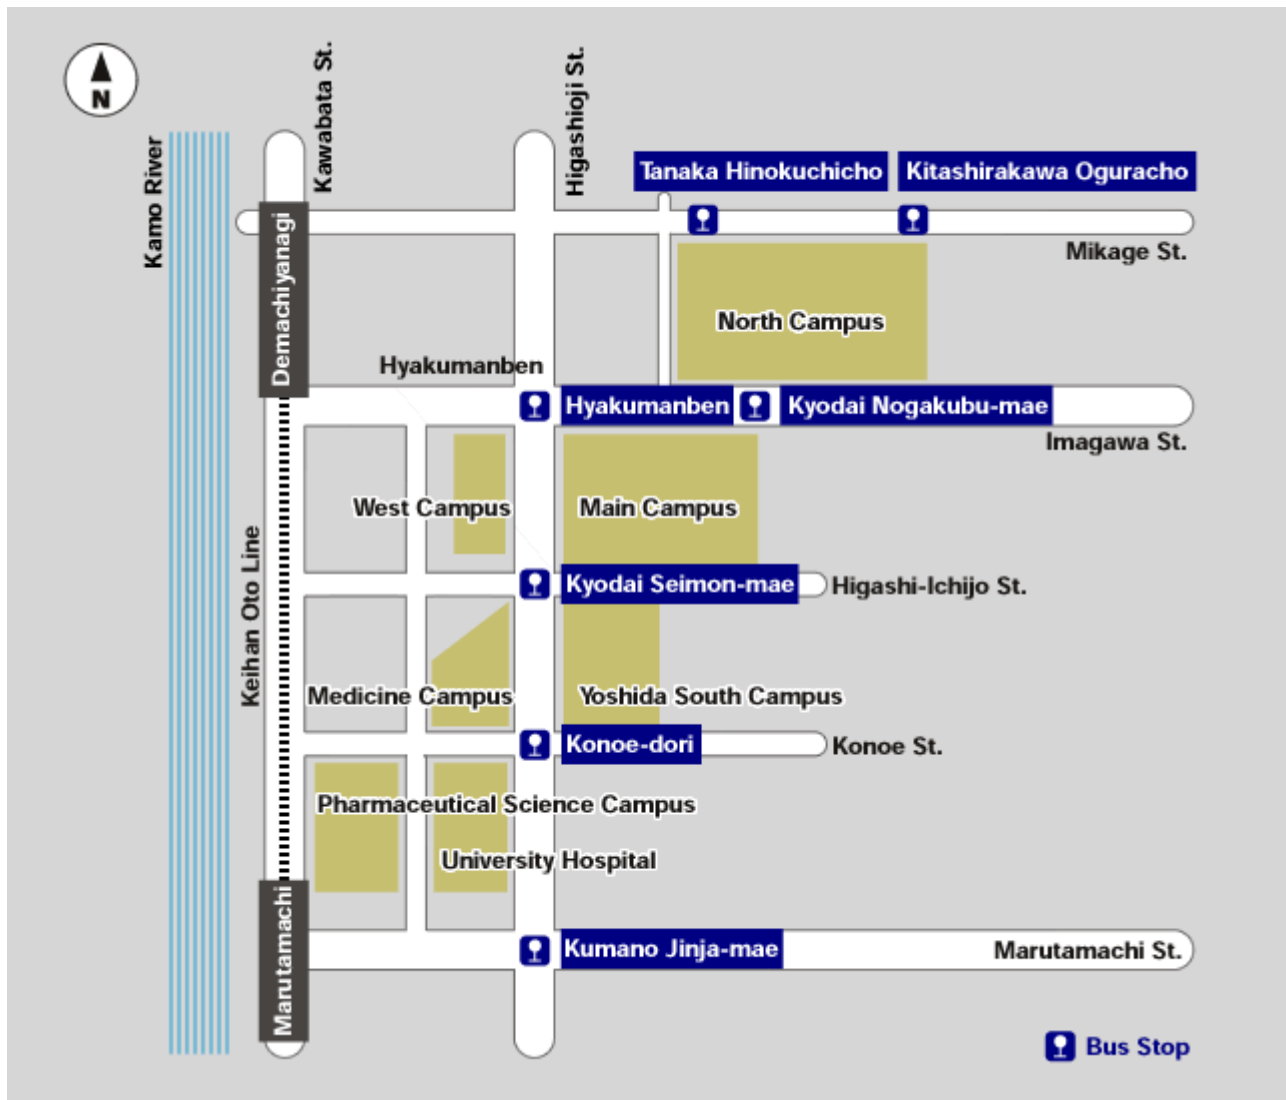 N
Kamo River
Kawabata St.
Higashioji St.
Tanaka Hinokuchicho
Kitashirakawa Oguracho
Mikage St.
Demachiyanagi
North Campus
Hyakumanben
Hyakumanben
Kyodai Nogakubu-mae
Imagawa St.
West Campus
Main Campus
Keihan Oto Line
Kyodai Seimon-mae
Higashi-Ichijo St.
Medicine Campus
Yoshida South Campus
Konoe-dori
Konoe St.
Pharmaceutical Science Campus
University Hospital
Marutamachi
Kumano Jinja-mae
Marutamachi St.
Bus Stop